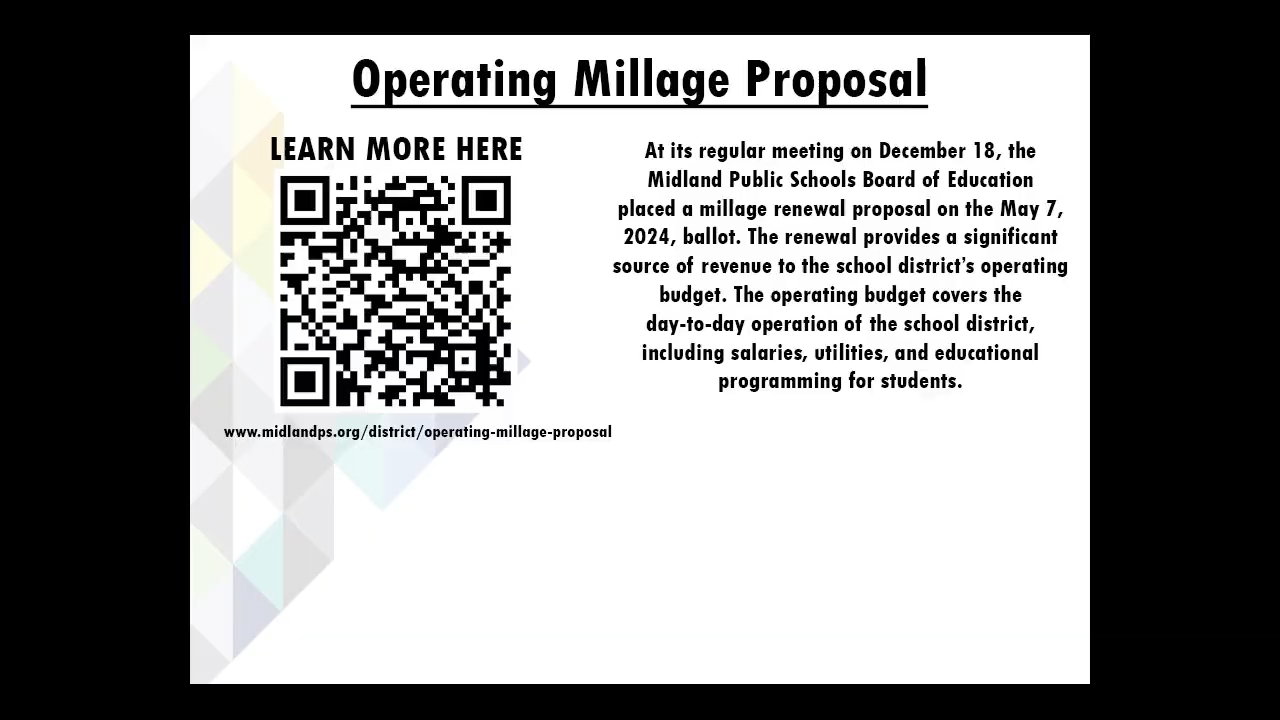 Operating Millage Proposal
LEARN MORE HERE
www.midlandps.org/district/operating-millage-proposal
At its regular meeting on December 18, the
Midland Public Schools Board of Education
placed a millage renewal proposal on the May 7,
2024, ballot. The renewal provides a significant
source of revenue to the school district’s operating
budget. The operating budget covers the
day-to-day operation of the school district,
including salaries, utilities, and educational
programming for students.